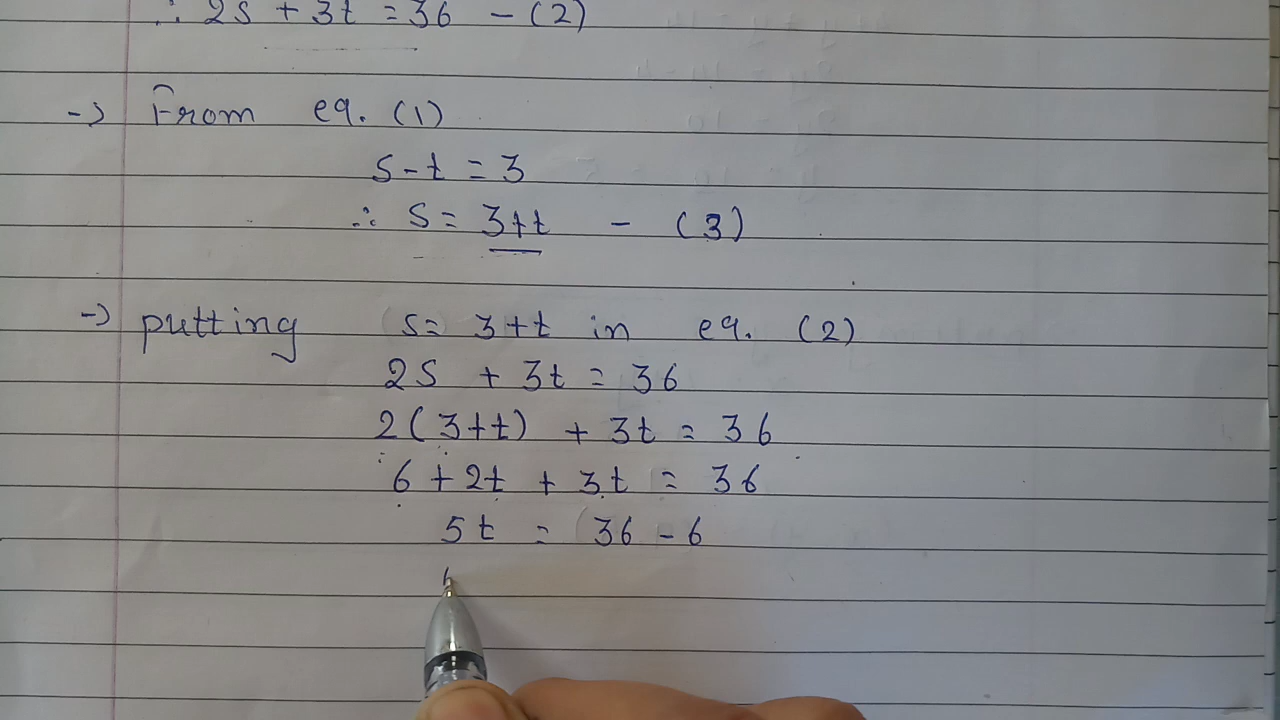 ∴ 2s + 3t = 36 - (2)
-> From eq. (1)
s - t = 3
∴ s = 3+t - (3)
-> putting s = 3+t in eq. (2)
2s + 3t = 36
2(3+t) + 3t = 36
6 + 2t + 3t = 36
5t = 36 - 6